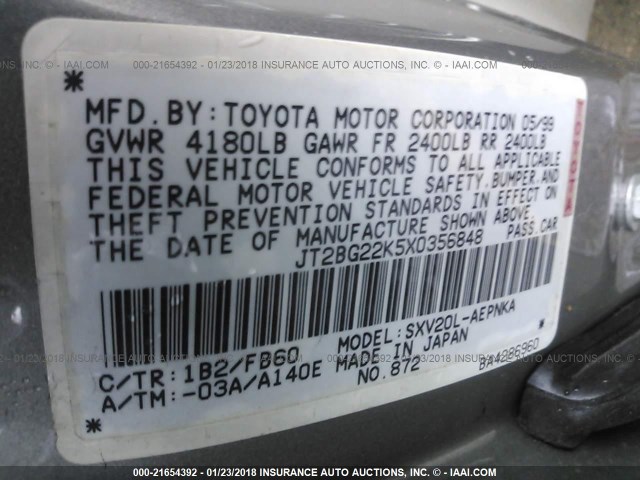 000-21654392 - 01/23/2018 - INSURANCE AUTO AUCTIONS, INC. - © - WWW.IAAI.COM
MFD. BY: TOYOTA MOTOR CORPORATION 05/99
GVWR 4180LB GAWR FR 2400LB RR 2400LB
THIS VEHICLE CONFORMS TO ALL APPLICABLE
FEDERAL MOTOR VEHICLE SAFETY, BUMPER, AND
THEFT PREVENTION STANDARDS IN EFFECT ON
THE DATE OF MANUFACTURE SHOWN ABOVE.
JT2BG22K5X0356848 PASS. CAR
MODEL: SXV20L-AEPNKA
C/TR: 1B2/FB60 MADE IN JAPAN
A/TM: -03A/A140E NO. 872 BA4286960
000-21654392 - 01/23/2018 - INSURANCE AUTO AUCTIONS, INC. - © - WWW.IAAI.COM